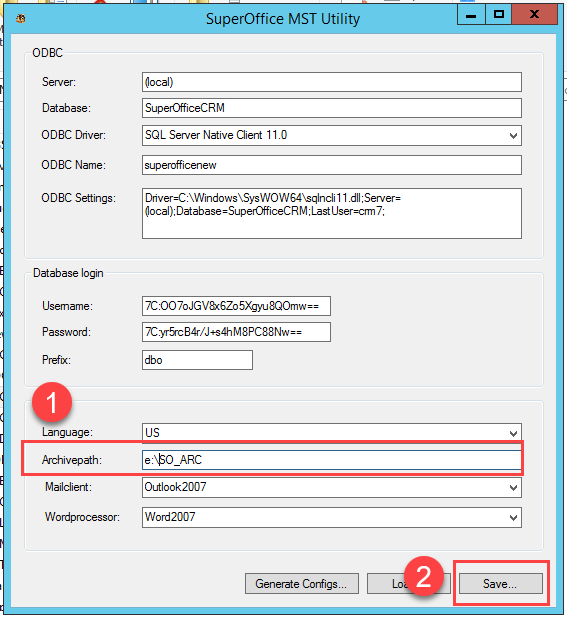 SuperOffice MST Utility
ODBC
Server: (local)
Database: SuperOfficeCRM
ODBC Driver: SQL Server Native Client 11.0
ODBC Name: superofficenew
ODBC Settings: Driver=C:\Windows\SysWOW64\sqlncli11.dll;Server=
(local);Database=SuperOfficeCRM;LastUser=crm7;
Database login
Username: 7C:OO7oJGV8x6Zo5Xgyu8QOmw==
Password: 7C:yr5rcB4r/J+s4hM8PC88Nw==
Prefix: dbo
1
Language: US
Archivepath: e:\SO_ARC
Mailclient: Outlook2007
Wordprocessor: Word2007
2
Generate Configs... Save...